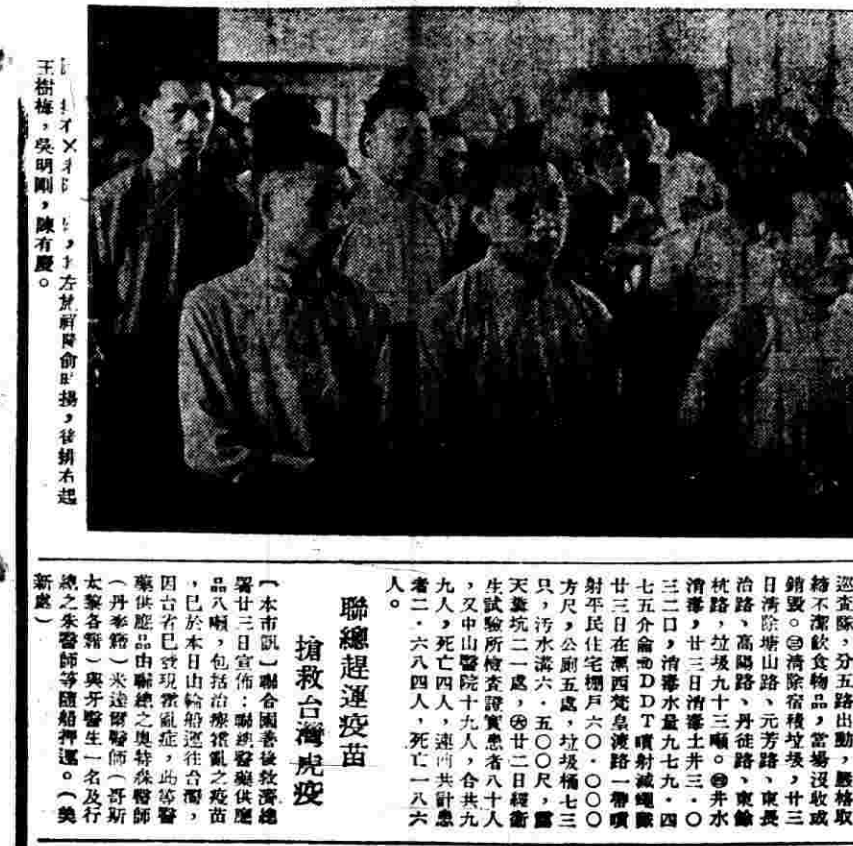 王樹梅，吳明剛，陳有慶。
巡查隊，分五路出動，嚴格取
締不潔飲食物品，當場沒收或
銷毀。㊂清除宿積垃圾，廿三
日清除塘山路、元芳路、東長
治路、高陽路、丹徒路、東餘
杭路，垃圾九十三噸。㊃井水
消毒，廿三日消毒土井三·〇
三二口，消毒水量九七九·四
七五介侖㊄DDT噴射滅蠅隊
廿三日在滬西梵皇渡路一帶噴
射平民住宅棚戶六〇·〇〇〇
方尺，公廁五處，垃圾桶七三
只，污水溝六·五〇〇尺，露
天糞坑二一處，㊅廿二日經衛
生試驗所檢查證實患者八十人
，又中山醫院十九人，合共九
九人，死亡四人，連前共計患
者二·六八四人，死亡一八六
人。
聯總趕運疫苗
搶救台灣虎疫
【本市訊】聯合國善後救濟總
署廿三日宣佈：聯總醫藥供應
品八噸，包括治療霍亂之疫苗
，已於本日由輪船運往台灣，
因台省已發現霍亂症，此等醫
藥供應品由聯總之奧特森醫師
（丹麥籍）米達爾醫師（哥斯
太黎各籍）與牙醫生一名及行
總之朱醫師等隨船押運。（美
新處）